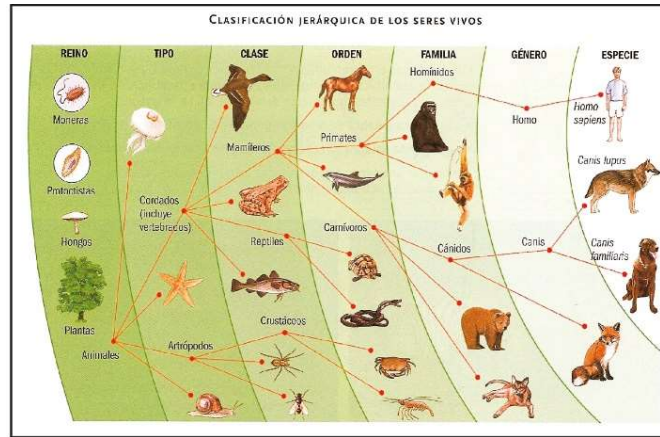 CLASIFICACIÓN JERÁRQUICA DE LOS SERES VIVOS
REINO
TIPO
CLASE
ORDEN
FAMILIA
GÉNERO
ESPECIE
Moneras
Protoctistas
Hongos
Plantas
Animales
Cordados
(incluye
vertebrados)
Artrópodos
Mamíferos
Reptiles
Crustáceos
Primates
Carnívoros
Homínidos
Cánidos
Homo
Canis
Homo
sapiens
Canis lupus
Canis
familiaris